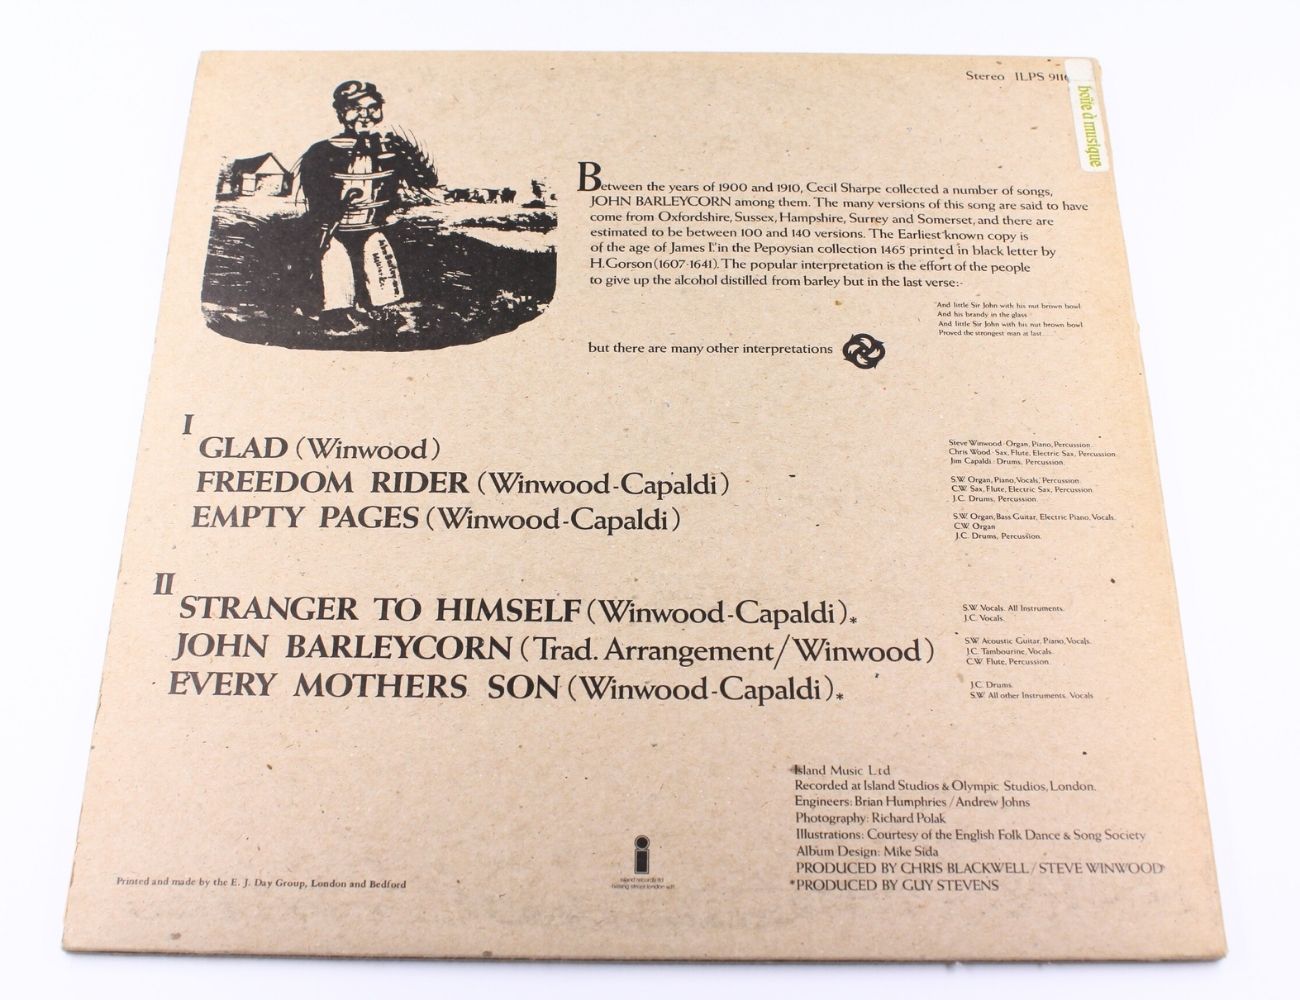 Stereo ILPS 911
boîte à musique
Between the years of 1900 and 1910, Cecil Sharpe collected a number of songs,
JOHN BARLEYCORN among them. The many versions of this song are said to have
come from Oxfordshire, Sussex, Hampshire, Surrey and Somerset, and there are
estimated to be between 100 and 140 versions. The Earliest known copy is
of the age of James I. in the Pepoysian collection 1465 printed in black letter by
H. Gorson (1607-1641). The popular interpretation is the effort of the people
to give up the alcohol distilled from barley but in the last verse:-
And little Sir John with his nut brown bowl
And his brandy in the glass
And little Sir John with his nut brown bowl
Proved the strongest man at last
but there are many other interpretations
I
GLAD (Winwood)
Steve Winwood - Organ, Piano, Percussion.
Chris Wood - Sax, Flute, Electric Sax, Percussion
Jim Capaldi - Drums, Percussion.
FREEDOM RIDER (Winwood-Capaldi)
S.W. Organ, Piano, Vocals, Percussion.
C.W. Sax, Flute, Electric Sax, Percussion
J.C. Drums, Percussion.
EMPTY PAGES (Winwood-Capaldi)
S.W. Organ, Bass Guitar, Electric Piano, Vocals.
C.W. Organ
J.C. Drums, Percussion.
II
STRANGER TO HIMSELF (Winwood-Capaldi).*
S.W. Vocals. All Instruments.
J.C. Vocals.
JOHN BARLEYCORN (Trad. Arrangement/Winwood)
S.W. Acoustic Guitar, Piano, Vocals.
J.C. Tambourine, Vocals.
C.W. Flute, Percussion.
EVERY MOTHERS SON (Winwood-Capaldi).*
J.C. Drums.
S.W. All other Instruments. Vocals
Island Music Ltd
Recorded at Island Studios & Olympic Studios, London.
Engineers: Brian Humphries / Andrew Johns
Photography: Richard Polak
Illustrations: Courtesy of the English Folk Dance & Song Society
Album Design: Mike Sida
PRODUCED BY CHRIS BLACKWELL / STEVE WINWOOD
*PRODUCED BY GUY STEVENS
i
island records ltd
basing street london w11
Printed and made by the E. J. Day Group, London and Bedford